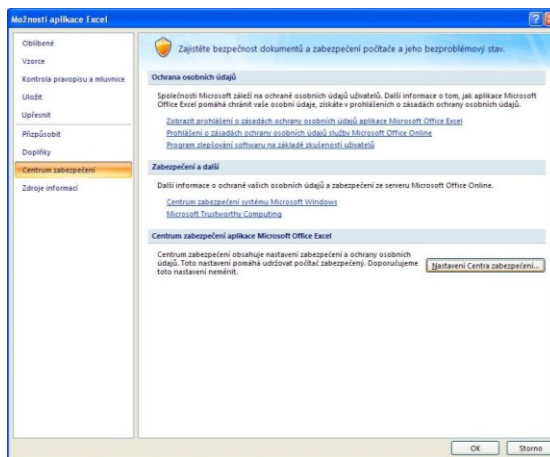 Možnosti aplikace Excel
Oblíbené
Vzorce
Kontrola pravopisu a mluvnice
Uložit
Upřesnit
Přizpůsobit
Doplňky
Centrum zabezpečení
Zdroje informací
Zajistěte bezpečnost dokumentů a zabezpečení počítače a jeho bezproblémový stav.
Ochrana osobních údajů
Společnosti Microsoft záleží na ochraně osobních údajů uživatelů. Další informace o tom, jak aplikace Microsoft
Office Excel pomáhá chránit vaše osobní údaje, získáte v prohlášeních o zásadách ochrany osobních údajů.
Zobrazit prohlášení o zásadách ochrany osobních údajů aplikace Microsoft Office Excel
Prohlášení o zásadách ochrany osobních údajů služby Microsoft Office Online
Program zlepšování softwaru na základě zkušeností uživatelů
Zabezpečení a další
Další informace o ochraně vašich osobních údajů a zabezpečení ze serveru Microsoft Office Online.
Centrum zabezpečení systému Microsoft Windows
Microsoft Trustworthy Computing
Centrum zabezpečení aplikace Microsoft Office Excel
Centrum zabezpečení obsahuje nastavení zabezpečení a ochrany osobních
údajů. Toto nastavení pomáhá udržovat počítač zabezpečený. Doporučujeme
toto nastavení neměnit.
Nastavení Centra zabezpečení...
OK
Storno